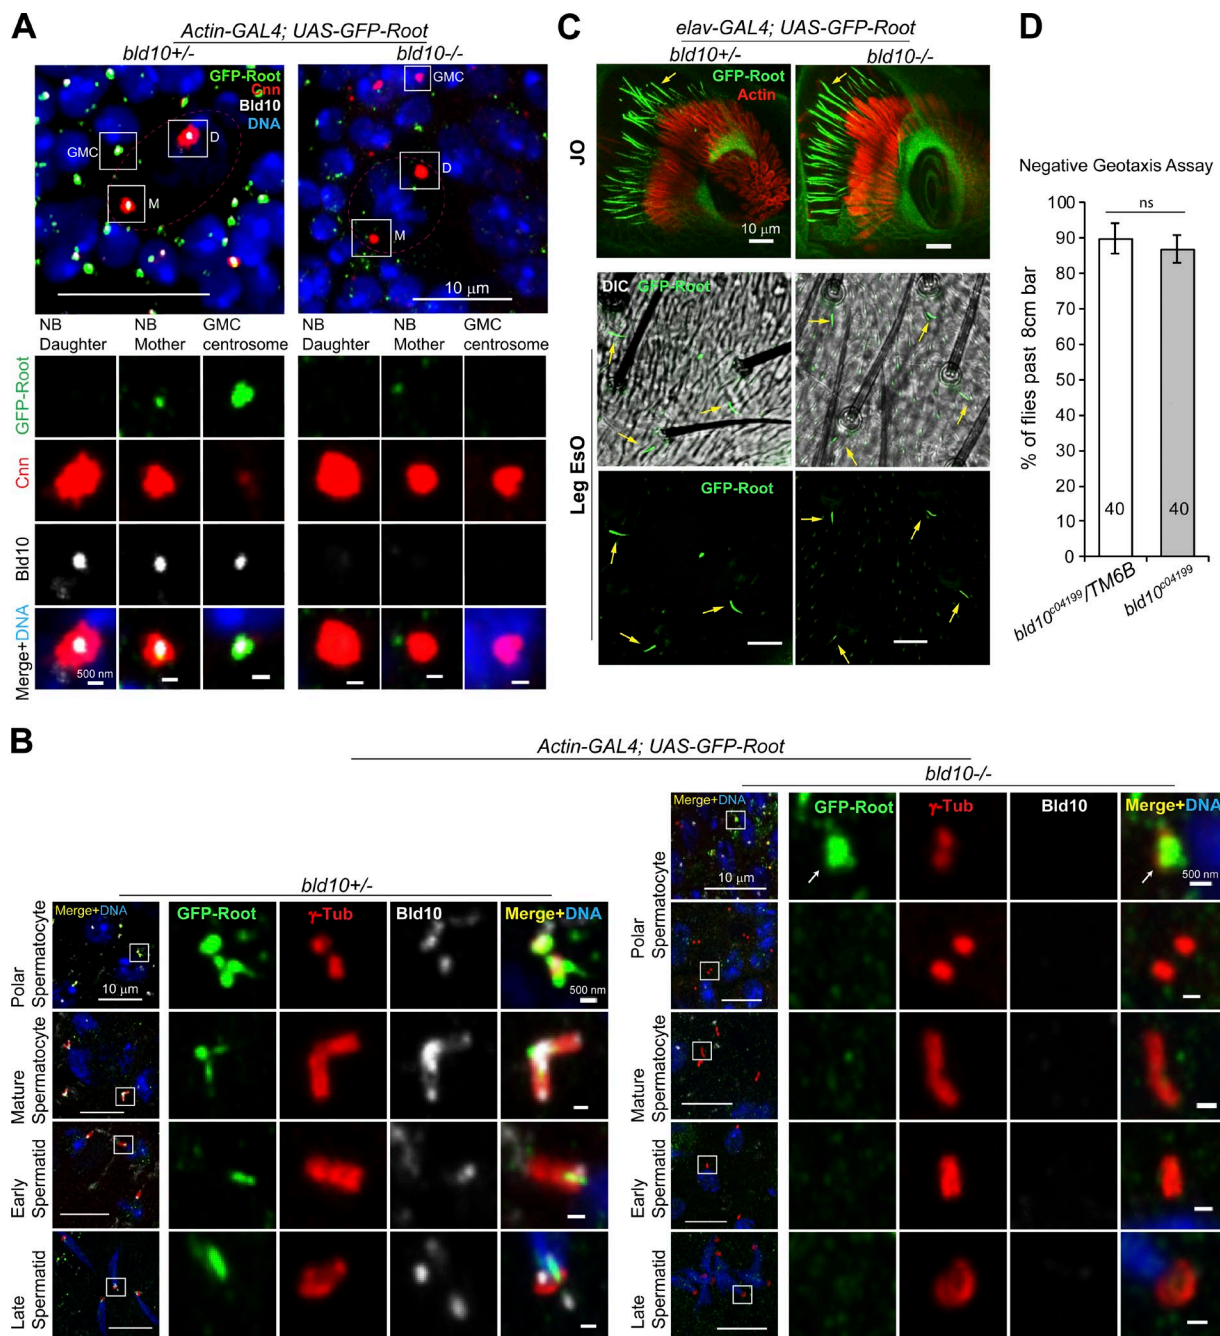 A
Actin-GAL4; UAS-GFP-Root
bld10+/-
bld10-/-
GFP-Root
Cnn
Bld10
DNA
GMC
D
M
GMC
D
M
10 µm
NB Daughter
NB Mother
GMC centrosome
NB Daughter
NB Mother
GMC centrosome
GFP-Root
Cnn
Bld10
Merge+DNA
500 nm
C
elav-GAL4; UAS-GFP-Root
bld10+/-
bld10-/-
GFP-Root
Actin
JO
10 µm
DIC GFP-Root
Leg EsO
GFP-Root
D
Negative Geotaxis Assay
ns
% of flies past 8cm bar
100
90
80
70
60
50
40
30
20
10
0
40
40
bld10c04199/TM6B
bld10c04199
B
Actin-GAL4; UAS-GFP-Root
bld10+/-
Merge+DNA
GFP-Root
γ-Tub
Bld10
Merge+DNA
Polar Spermatocyte
10 µm
500 nm
Mature Spermatocyte
Early Spermatid
Late Spermatid
bld10-/-
Merge+DNA
GFP-Root
γ-Tub
Bld10
Merge+DNA
10 µm
500 nm
Polar Spermatocyte
Mature Spermatocyte
Early Spermatid
Late Spermatid